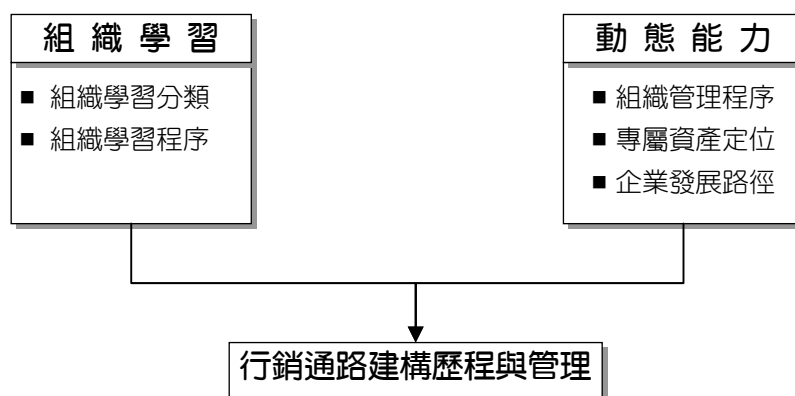 組織學習
■ 組織學習分類
■ 組織學習程序
動態能力
■ 組織管理程序
■ 專屬資產定位
■ 企業發展路徑
行銷通路建構歷程與管理